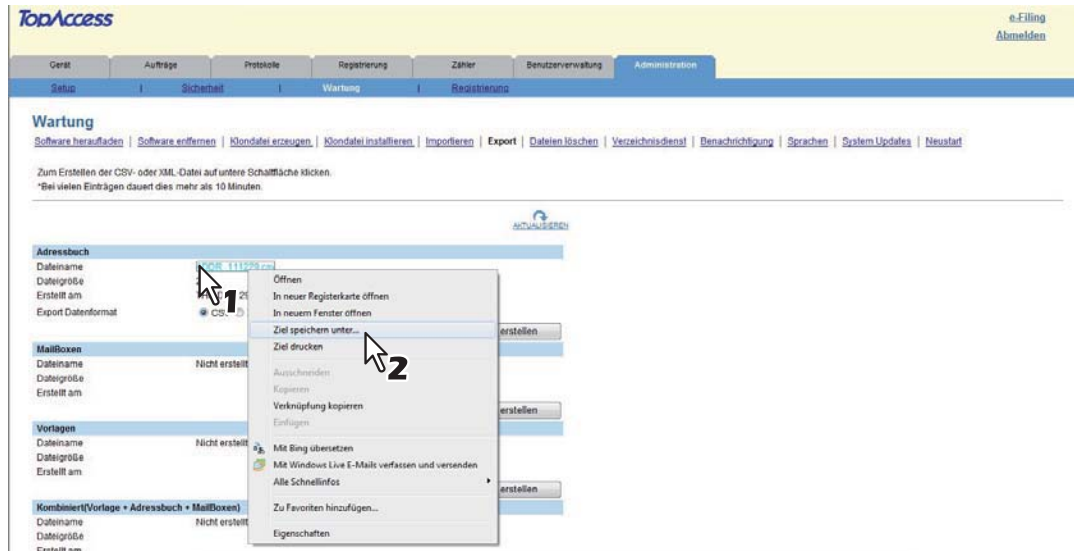 TopAccess
e-Filing
Abmelden
Gerät Aufträge Protokolle Registrierung Zähler Benutzerverwaltung Administration
Setup | Sicherheit | Wartung | Registrierung
Wartung
Software heraufladen | Software entfernen | Klondatei erzeugen | Klondatei installieren | Importieren | Export | Dateien löschen | Verzeichnisdienst | Benachrichtigung | Sprachen | System Updates | Neustart
Zum Erstellen der CSV- oder XML-Datei auf untere Schaltfläche klicken.
*Bei vielen Einträgen dauert dies mehr als 10 Minuten.
AKTUALISIEREN
Adressbuch
Dateiname
Dateigröße
Erstellt am 29
Export Datenformat
1
Öffnen
In neuer Registerkarte öffnen
In neuem Fenster öffnen
Ziel speichern unter...
Ziel drucken
2
Ausschneiden
Kopieren
Verknüpfung kopieren
Einfügen
Mit Bing übersetzen
Mit Windows Live E-Mails verfassen und versenden
Alle Schnellinfos
Zu Favoriten hinzufügen...
Eigenschaften
erstellen
MailBoxen
Dateiname Nicht erstellt
Dateigröße
Erstellt am
erstellen
Vorlagen
Dateiname Nicht erstellt
Dateigröße
Erstellt am
erstellen
Kombiniert(Vorlage + Adressbuch + MailBoxen)
Dateiname Nicht erstellt
Dateigröße
Erstellt am